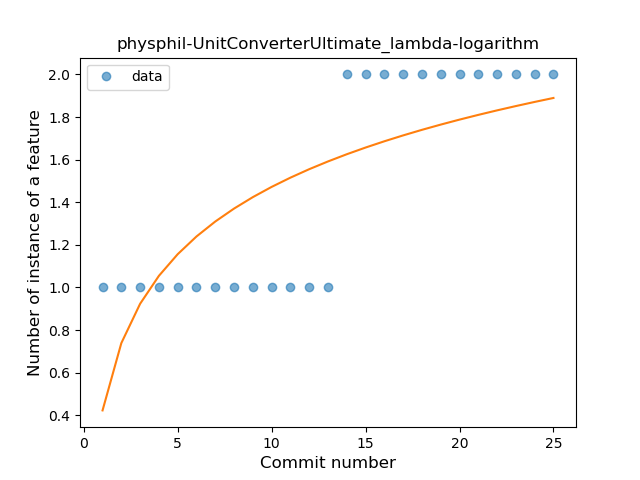 physphil-UnitConverterUltimate_lambda-logarithm
data
Number of instance of a feature
2.0
1.8
1.6
1.4
1.2
1.0
0.8
0.6
0.4
0 5 10 15 20 25
Commit number